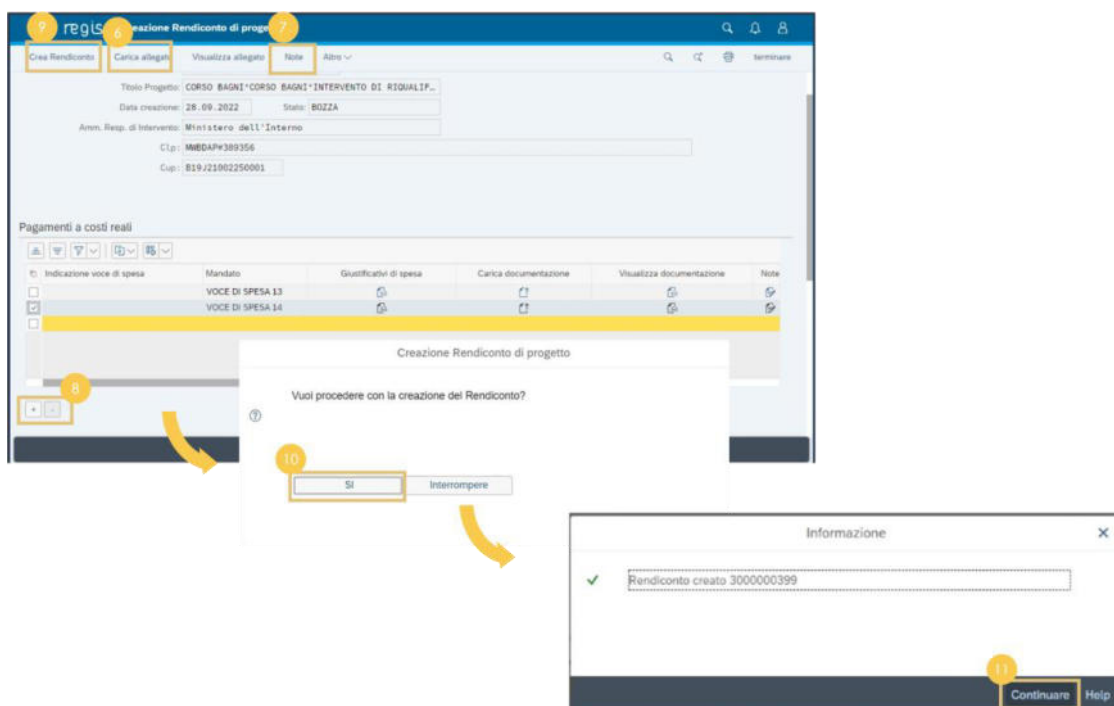 9 regis 6 eazione Rendiconto di proge 7
Crea Rendiconto Carica allegati Visualizza allegato Note Altro terminare
Titolo Progetto: CORSO BAGNI*CORSO BAGNI*INTERVENTO DI RIQUALIF…
Data creazione: 28.09.2022 Stato: BOZZA
Amm. Resp. di Intervento: Ministero dell'Interno
Clp: MWBDAP#389356
Cup: B19J21002250001
Pagamenti a costi reali
Indicazione voce di spesa Mandato Giustificativi di spesa Carica documentazione Visualizza documentazione Note
VOCE DI SPESA 13
VOCE DI SPESA 14
8
+ -
Creazione Rendiconto di progetto
Vuoi procedere con la creazione del Rendiconto?
10
SI Interrompere
Informazione
Rendiconto creato 3000000399
11
Continuare Help